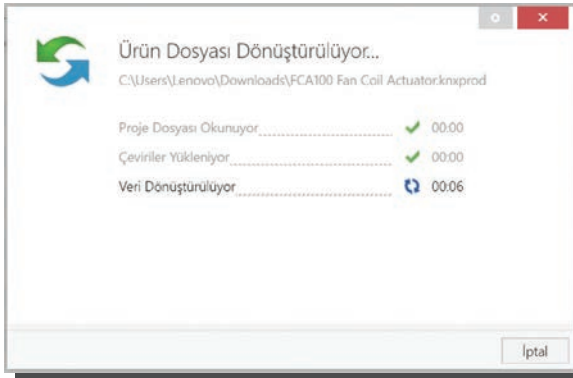 Ürün Dosyası Dönüştürülüyor...
C:\Users\Lenovo\Downloads\FCA100 Fan Coil Actuator.knxprod
Proje Dosyası Okunuyor 00:00
Çeviriler Yükleniyor 00:00
Veri Dönüştürülüyor 00:06
İptal